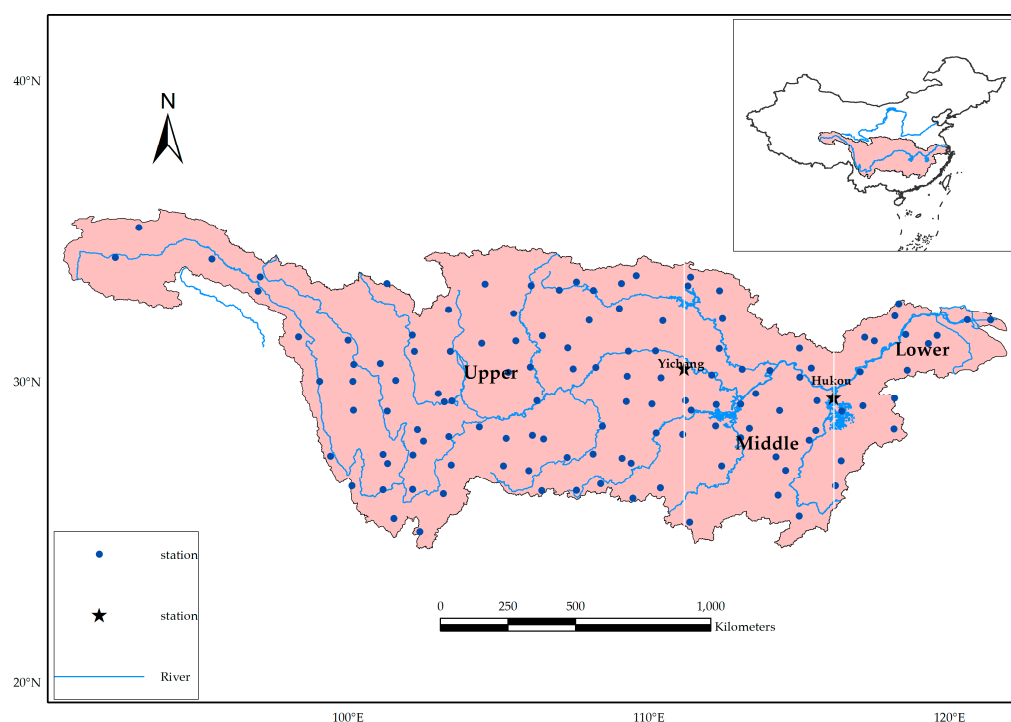 40°N
N
Upper
Lower
30°N
Yichang
Hukou
Middle
station
station
River
0 250 500 1,000
Kilometers
20°N
100°E 110°E 120°E